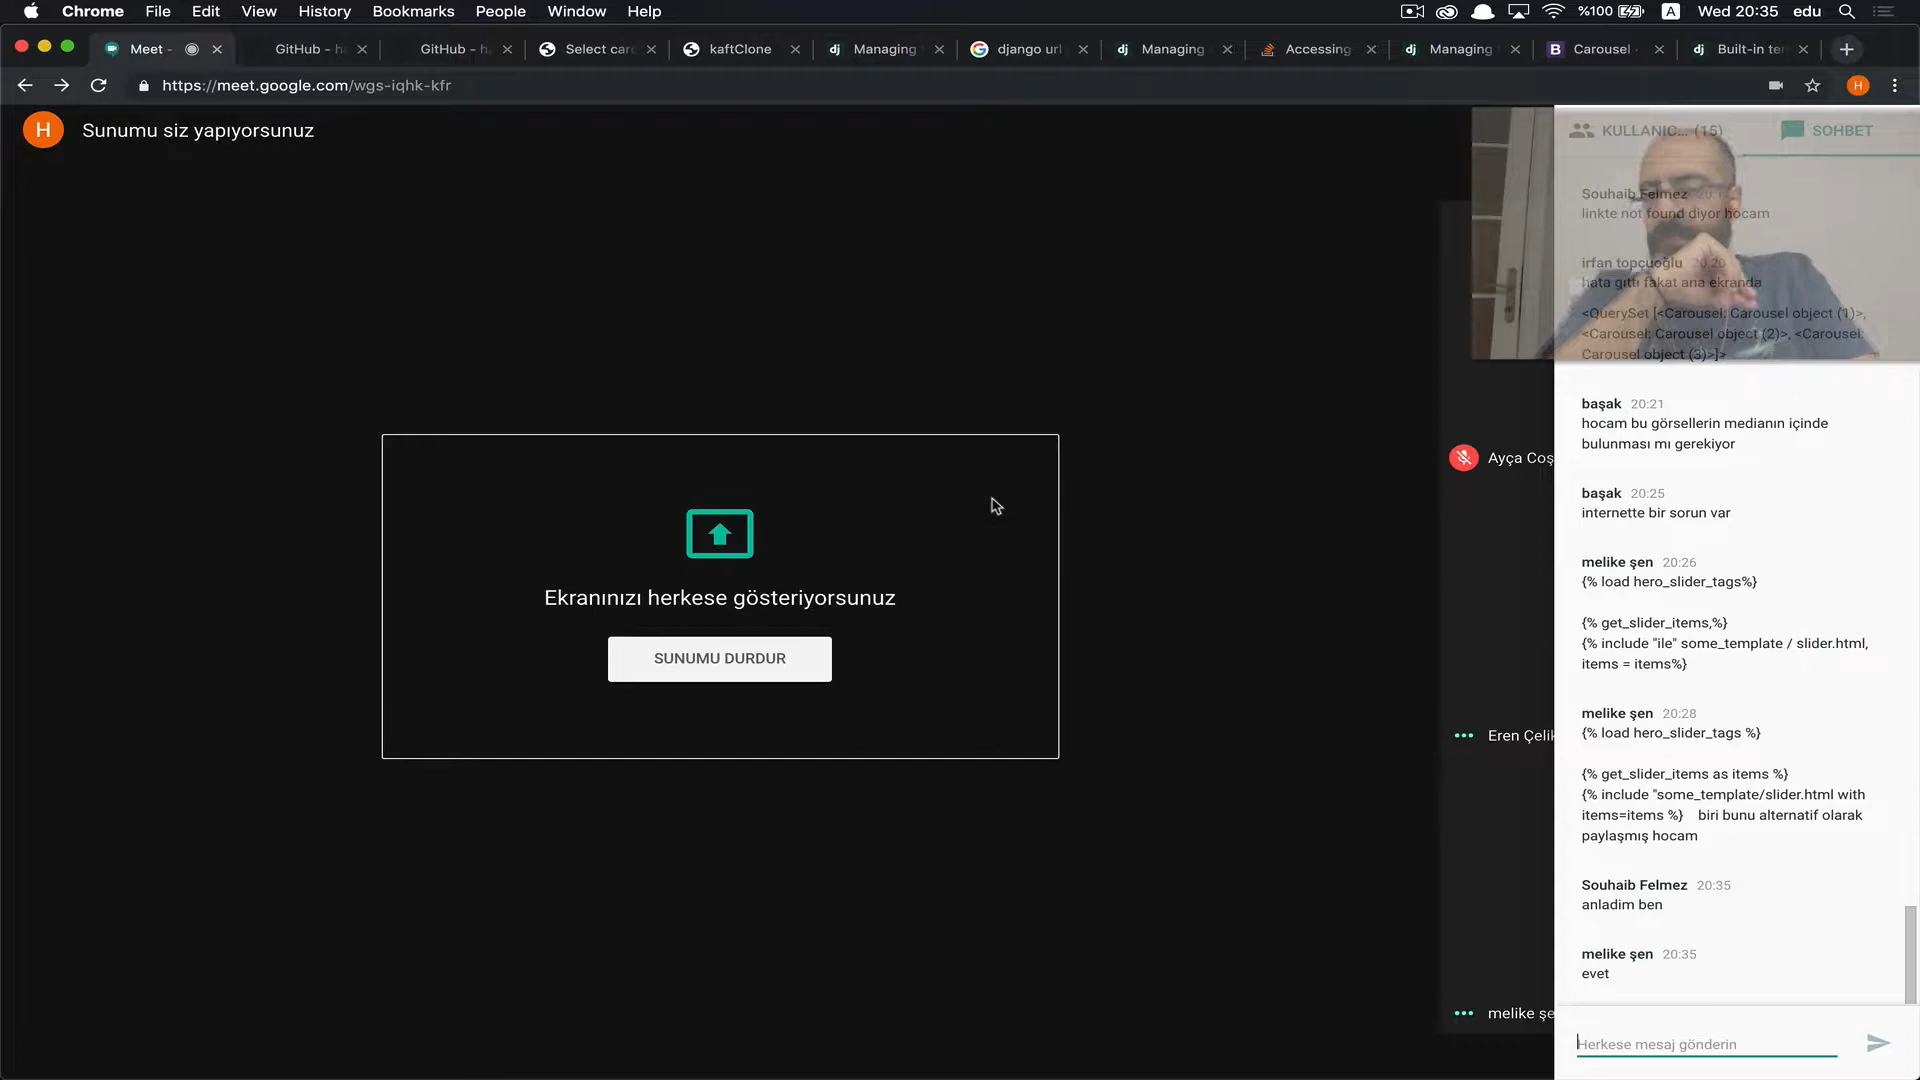 Chrome File Edit View History Bookmarks People Window Help %100 A Wed 20:35 edu
Meet - GitHub - h GitHub - h Select car kaftClone dj Managing django url dj Managing Accessing dj Managing B Carousel - dj Built-in te
https://meet.google.com/wgs-iqhk-kfr H
H Sunumu siz yapıyorsunuz
Ekranınızı herkese gösteriyorsunuz
SUNUMU DURDUR
Ayça Coş
Eren Çelik
melike şe
KULLANIC... (15) SOHBET
Souhaib Felmez
linkte not found diyor hocam
irfan topçuoğlu 20:20
hata gitti fakat ana ekranda
<QuerySet [<Carousel: Carousel object (1)>,
<Carousel: Carousel object (2)>, <Carousel:
Carousel object (3)>]>
başak 20:21
hocam bu görsellerin medianın içinde
bulunması mı gerekiyor
başak 20:25
internette bir sorun var
melike şen 20:26
{% load hero_slider_tags%}
{% get_slider_items,%}
{% include "ile" some_template / slider.html,
items = items%}
melike şen 20:28
{% load hero_slider_tags %}
{% get_slider_items as items %}
{% include "some_template/slider.html with
items=items %} biri bunu alternatif olarak
paylaşmış hocam
Souhaib Felmez 20:35
anladim ben
melike şen 20:35
evet
Herkese mesaj gönderin